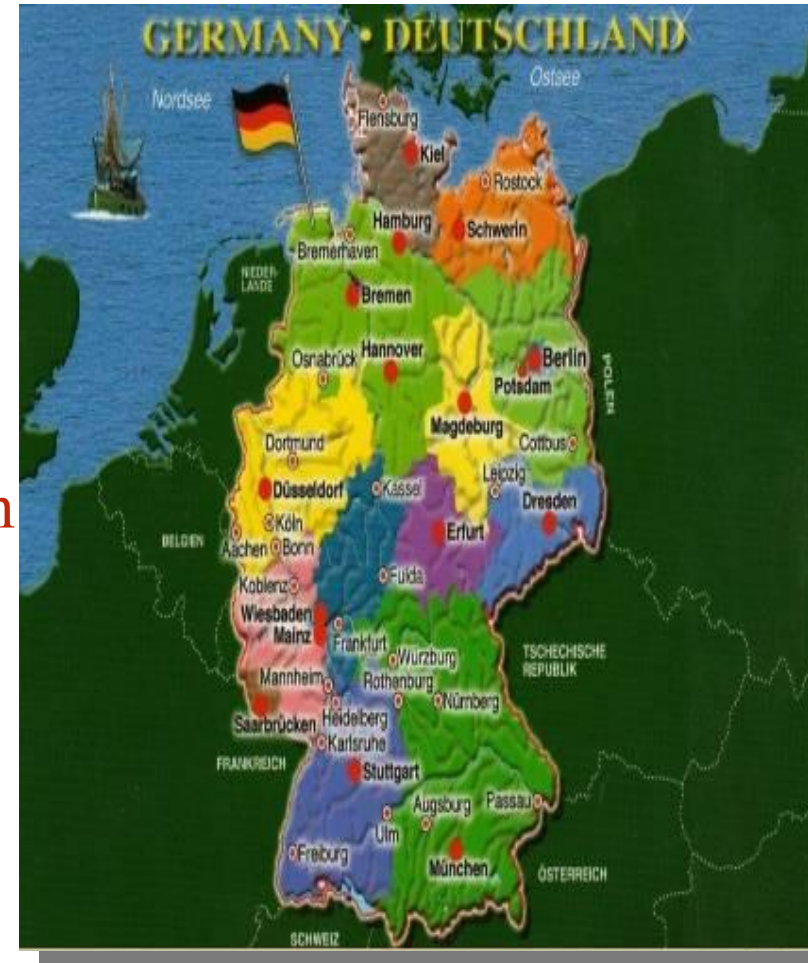 GERMANY • DEUTSCHLAND
Ostsee
Nordsee
Flensburg
Kiel
Rostock
Hamburg
Schwerin
Bremerhaven
NIEDER-
LANDE
Bremen
Osnabrück
Hannover
Berlin
Potsdam
POLEN
Magdeburg
Dortmund
Cottbus
Leipzig
Düsseldorf
Kassel
Dresden
n
Köln
Erfurt
BELGIEN
Aachen
Bonn
Koblenz
Fulda
Wiesbaden
Mainz
Frankfurt
Würzburg
TSCHECHISCHE
REPUBLIK
Mannheim
Rothenburg
Nürnberg
Saarbrücken
Heidelberg
Karlsruhe
FRANKREICH
Stuttgart
Augsburg
Passau
Ulm
Freiburg
München
ÖSTERREICH
SCHWEIZ